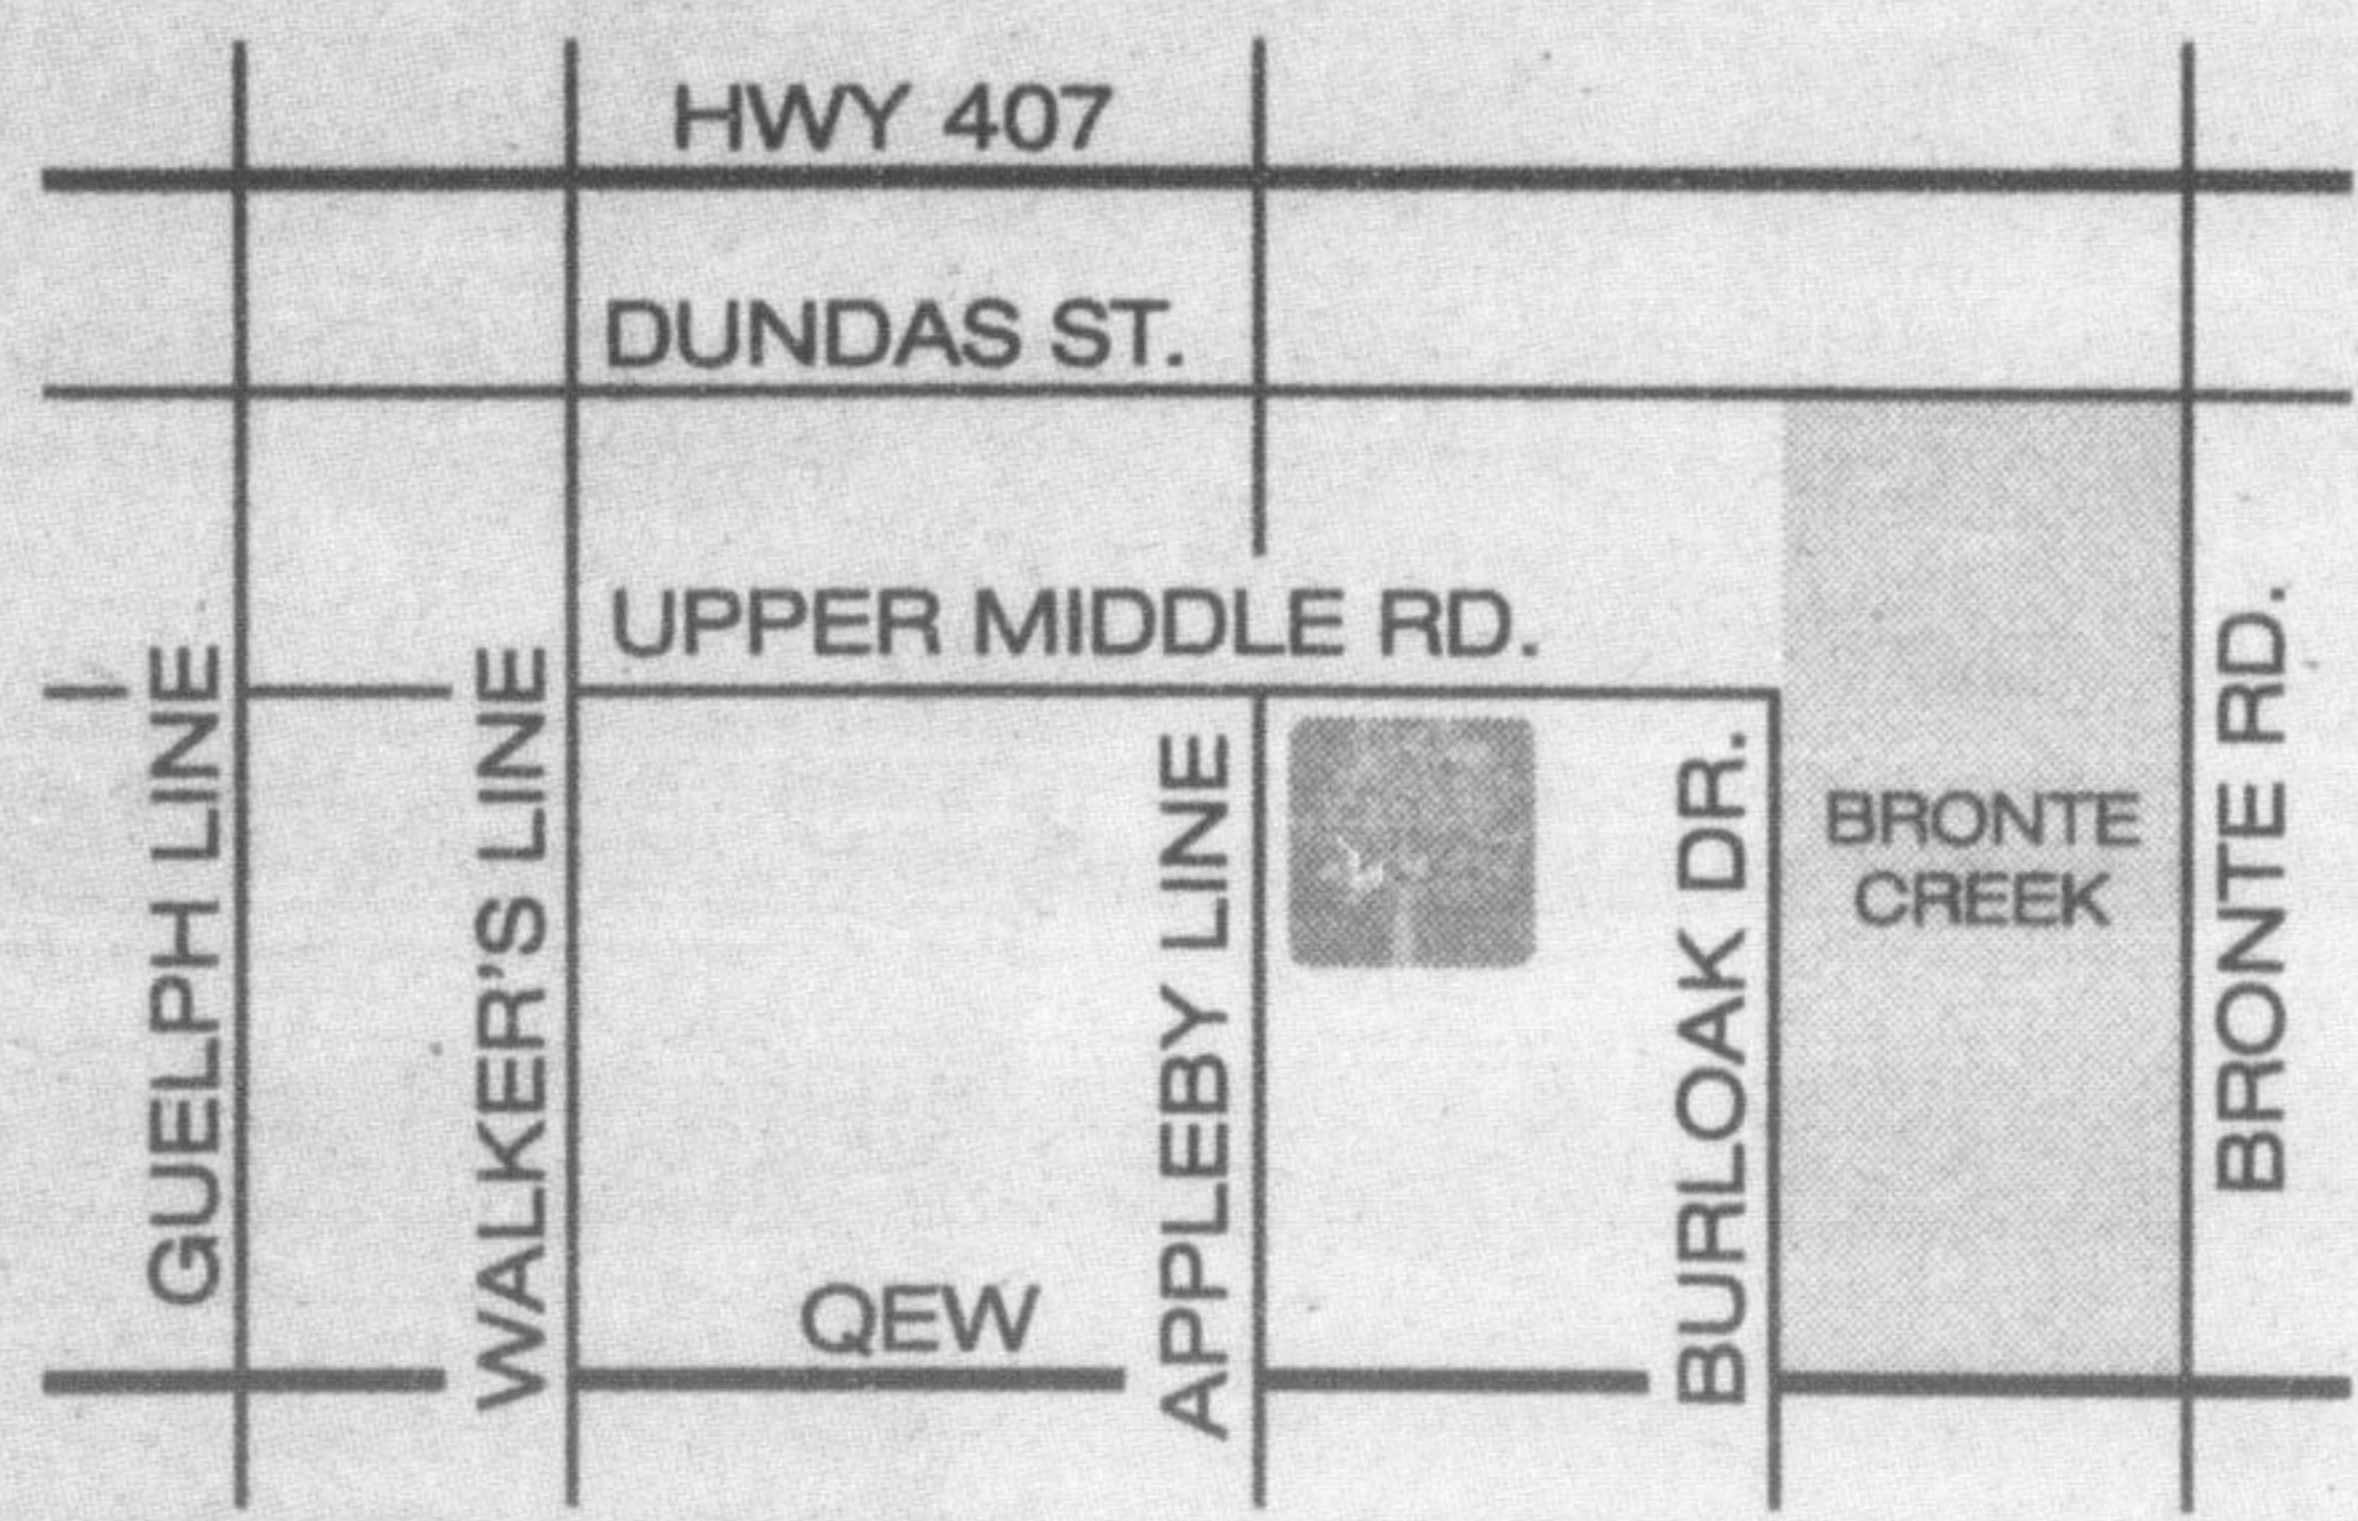 HWY 407
DUNDAS ST.
UPPER MIDDLE RD.
GUELPH LINE
WALKER'S LINE
APPLEBY LINE
BURLOAK DR.
BRONTE
CREEK
BRONTE RD.
QEW